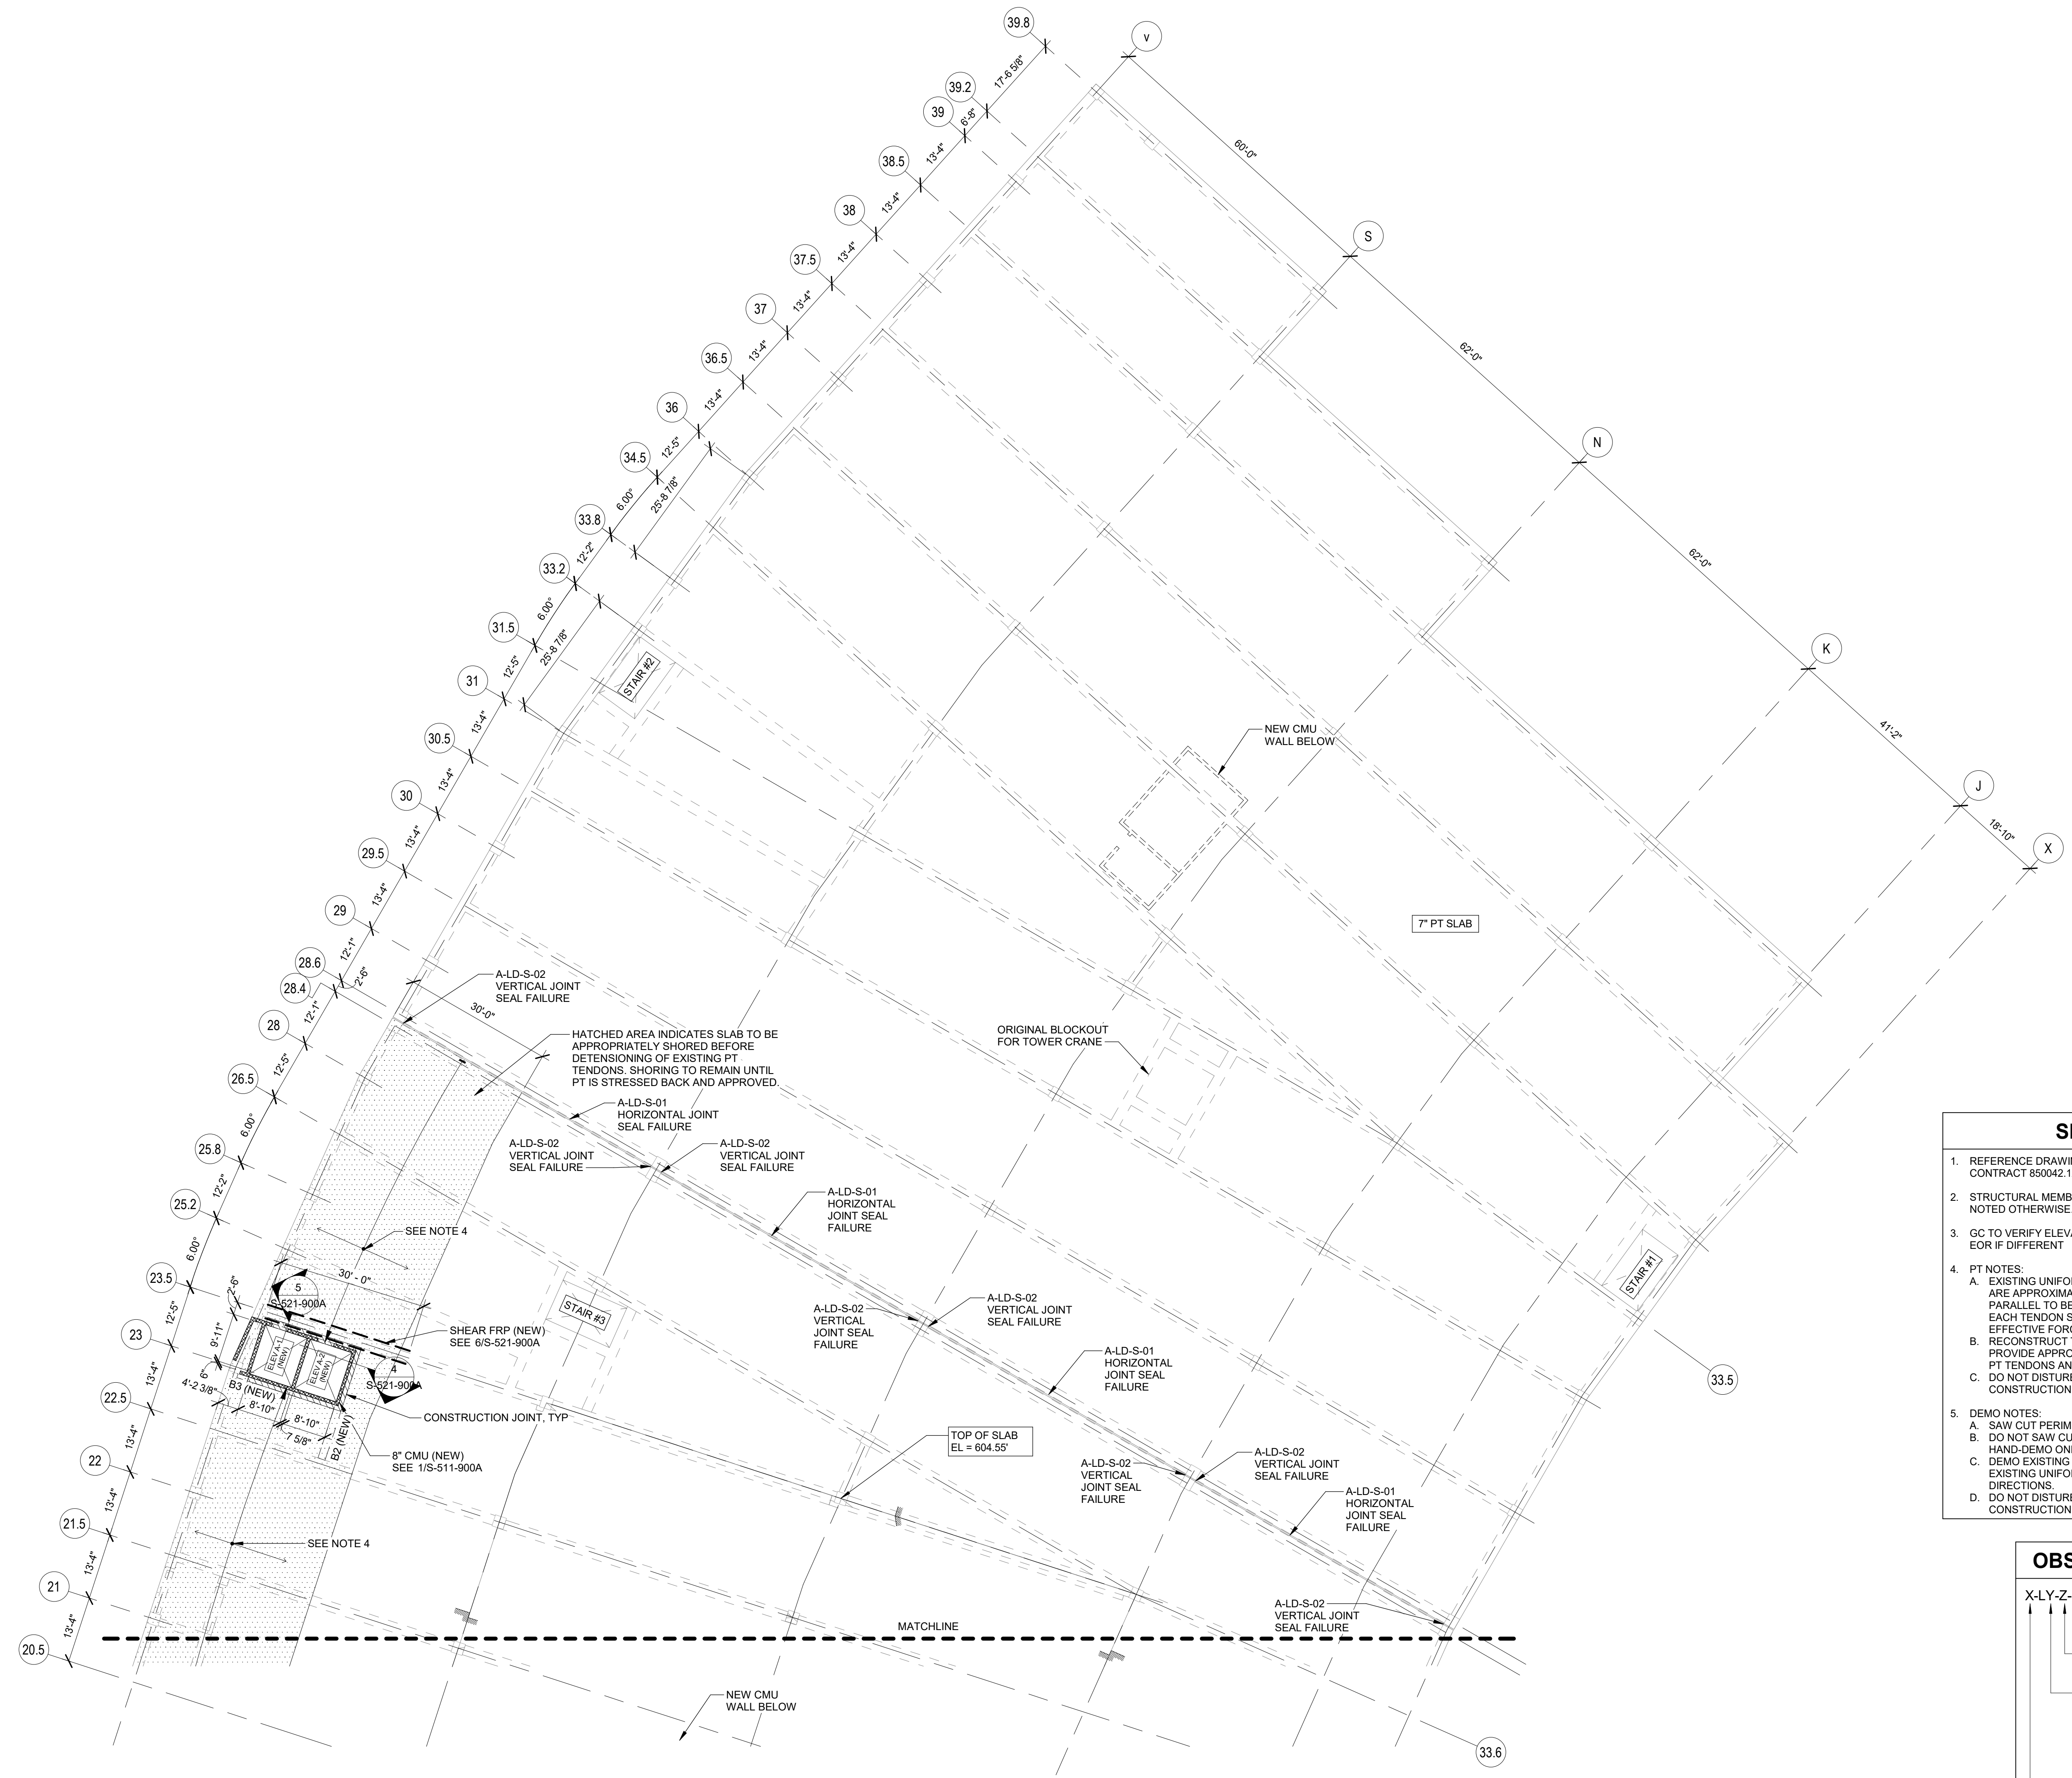 39.8
v
17'-6 5/8"
39.2
6'-8"
39
13'-4"
38.5
13'-4"
38
13'-4"
37.5
13'-4"
37
13'-4"
36.5
13'-4"
36
12'-5"
34.5
25'-8 7/8"
6.00°
33.8
12'-2"
33.2
6.00°
25'-8 7/8"
31.5
12'-5"
31
13'-4"
30.5
13'-4"
30
13'-4"
29.5
13'-4"
29
12'-1"
28.6
2'-6"
28.4
12'-1"
28
12'-5"
26.5
6.00°
25.8
12'-2"
25.2
6.00°
23.5
12'-5"
23
13'-4"
22.5
13'-4"
22
13'-4"
21.5
13'-4"
21
13'-4"
20.5
60'-0"
S
62'-0"
N
62'-0"
K
41'-2"
J
18'-10"
X
STAIR #2
NEW CMU
WALL BELOW
7" PT SLAB
A-LD-S-02
VERTICAL JOINT
SEAL FAILURE
30'-0"
HATCHED AREA INDICATES SLAB TO BE
APPROPRIATELY SHORED BEFORE
DETENSIONING OF EXISTING PT
TENDONS. SHORING TO REMAIN UNTIL
PT IS STRESSED BACK AND APPROVED.
ORIGINAL BLOCKOUT
FOR TOWER CRANE
A-LD-S-01
HORIZONTAL JOINT
SEAL FAILURE
A-LD-S-02
VERTICAL JOINT
SEAL FAILURE
A-LD-S-02
VERTICAL JOINT
SEAL FAILURE
A-LD-S-01
HORIZONTAL
JOINT SEAL
FAILURE
SEE NOTE 4
30' - 0"
2'-6"
5
S-521-900A
9'-11"
SHEAR FRP (NEW)
SEE 6/S-521-900A
STAIR #3
STAIR #1
A-LD-S-02
VERTICAL
JOINT SEAL
FAILURE
A-LD-S-02
VERTICAL JOINT
SEAL FAILURE
A-LD-S-01
HORIZONTAL
JOINT SEAL
FAILURE
ELEV A-1
(NEW)
ELEV A-2
(NEW)
4
S-521-900A
6"
4'-2 3/8"
B3 (NEW)
8'-10"
8'-10"
7 5/8"
B2 (NEW)
CONSTRUCTION JOINT, TYP
8" CMU (NEW)
SEE 1/S-511-900A
33.5
TOP OF SLAB
EL = 604.55'
A-LD-S-02
VERTICAL
JOINT SEAL
FAILURE
A-LD-S-02
VERTICAL JOINT
SEAL FAILURE
A-LD-S-01
HORIZONTAL
JOINT SEAL
FAILURE
SEE NOTE 4
A-LD-S-02
VERTICAL JOINT
SEAL FAILURE
MATCHLINE
NEW CMU
WALL BELOW
33.6
1. REFERENCE DRAWI
CONTRACT 850042.1
2. STRUCTURAL MEMB
NOTED OTHERWISE.
3. GC TO VERIFY ELEV
EOR IF DIFFERENT
4. PT NOTES:
A. EXISTING UNIFO
ARE APPROXIMA
PARALLEL TO BE
EACH TENDON S
EFFECTIVE FORC
B. RECONSTRUCT
PROVIDE APPRO
PT TENDONS AN
C. DO NOT DISTURB
CONSTRUCTION
5. DEMO NOTES:
A. SAW CUT PERIM
B. DO NOT SAW CU
HAND-DEMO ON
C. DEMO EXISTING
EXISTING UNIFO
DIRECTIONS.
D. DO NOT DISTURB
CONSTRUCTION
OBS
X-LY-Z-